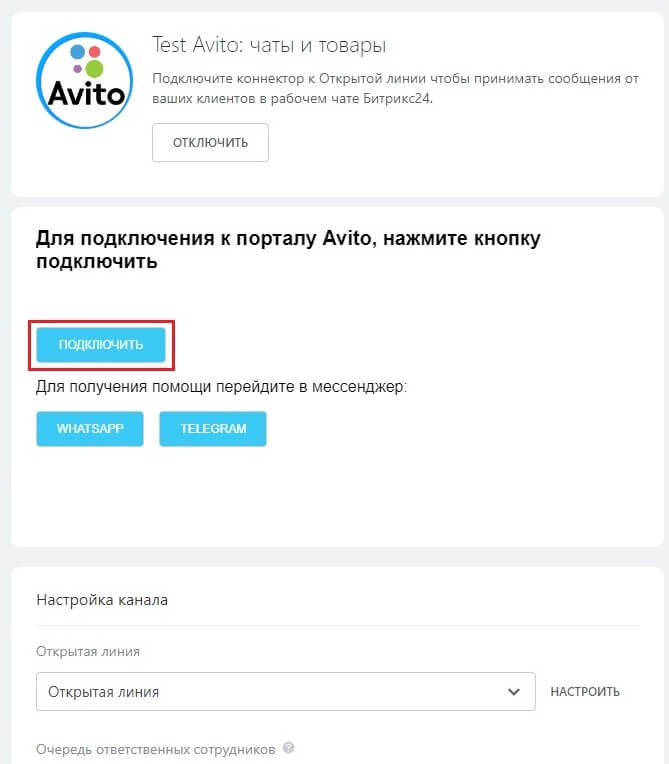 Avito
Test Avito: чаты и товары
Подключите коннектор к Открытой линии чтобы принимать сообщения от
ваших клиентов в рабочем чате Битрикс24.
ОТКЛЮЧИТЬ
Для подключения к порталу Avito, нажмите кнопку
подключить
ПОДКЛЮЧИТЬ
Для получения помощи перейдите в мессенджер:
WHATSAPP TELEGRAM
Настройка канала
Открытая линия
Открытая линия НАСТРОИТЬ
Очередь ответственных сотрудников ?